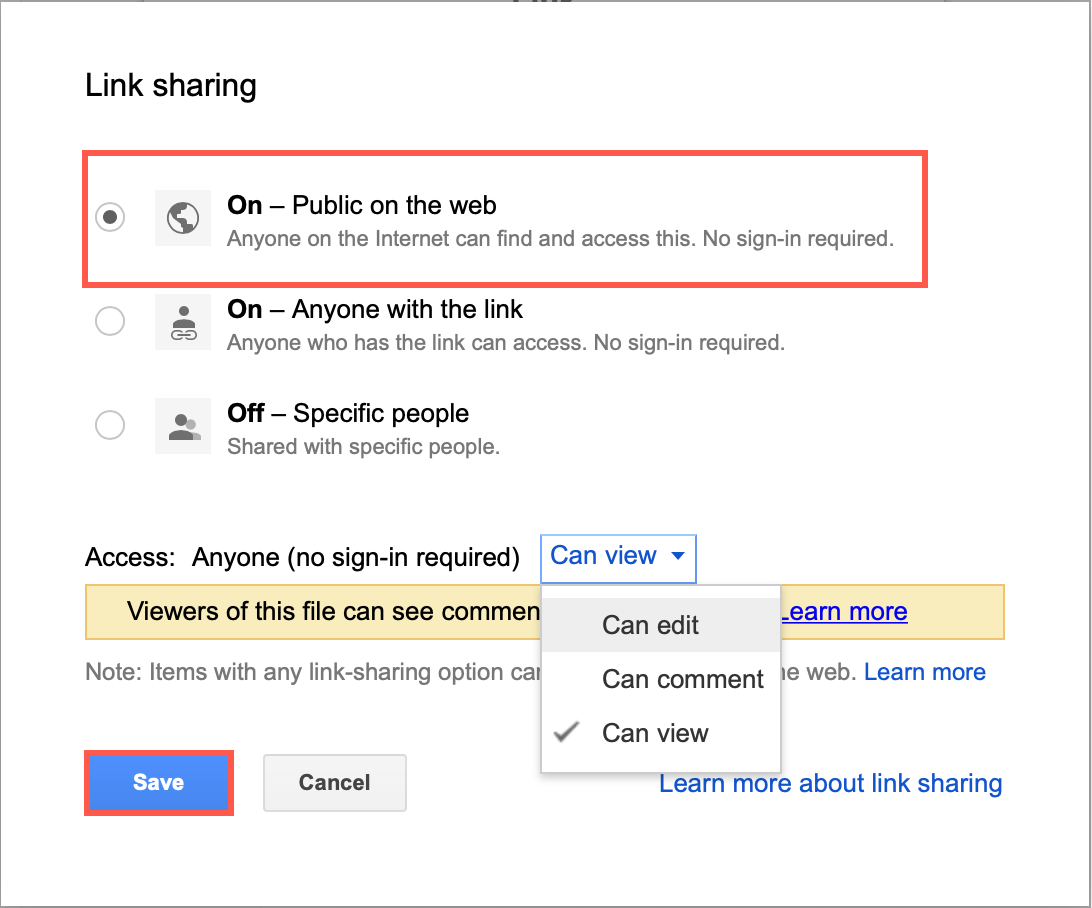 Link sharing
On – Public on the web
Anyone on the Internet can find and access this. No sign-in required.
On – Anyone with the link
Anyone who has the link can access. No sign-in required.
Off – Specific people
Shared with specific people.
Access: Anyone (no sign-in required) Can view
Viewers of this file can see Learn more
Can edit
Note: Items with any link-sharing option web. Learn more
Can comment
Can view
Save Cancel Learn more about link sharing